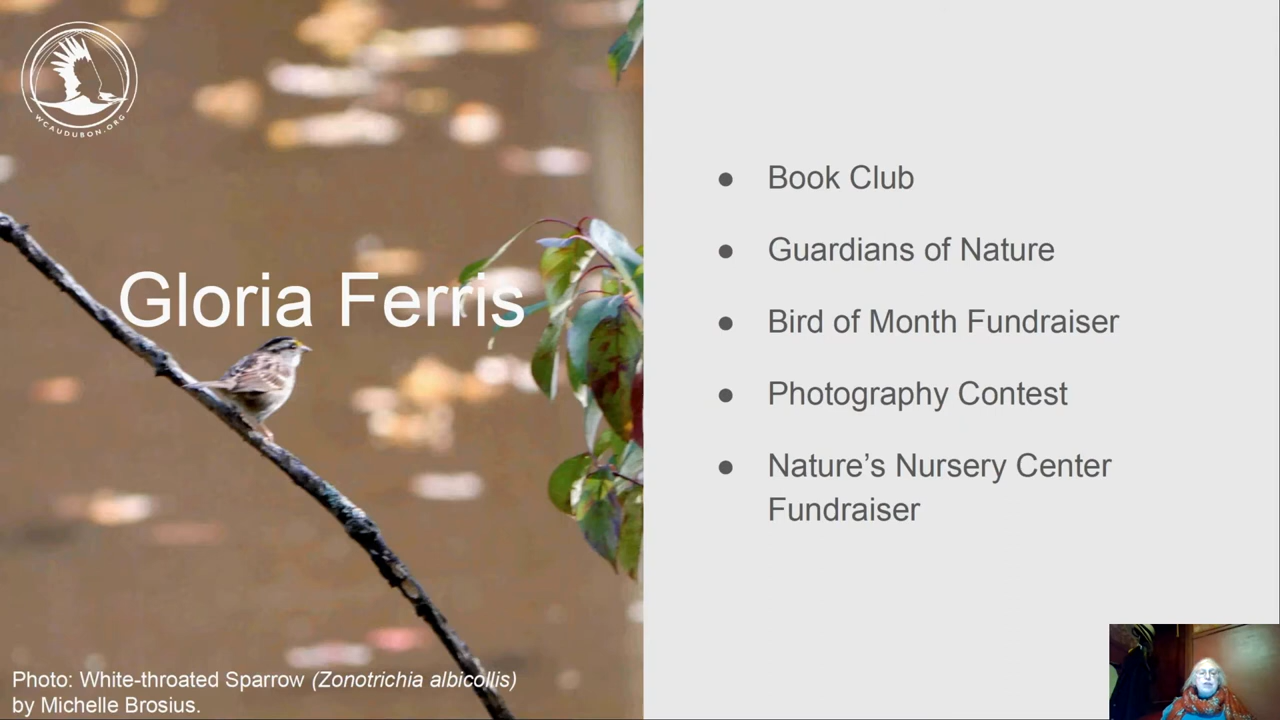 WCAUDUBON.ORG
Gloria Ferris
Photo: White-throated Sparrow (Zonotrichia albicollis)
by Michelle Brosius.
● Book Club
● Guardians of Nature
● Bird of Month Fundraiser
● Photography Contest
● Nature’s Nursery Center
Fundraiser